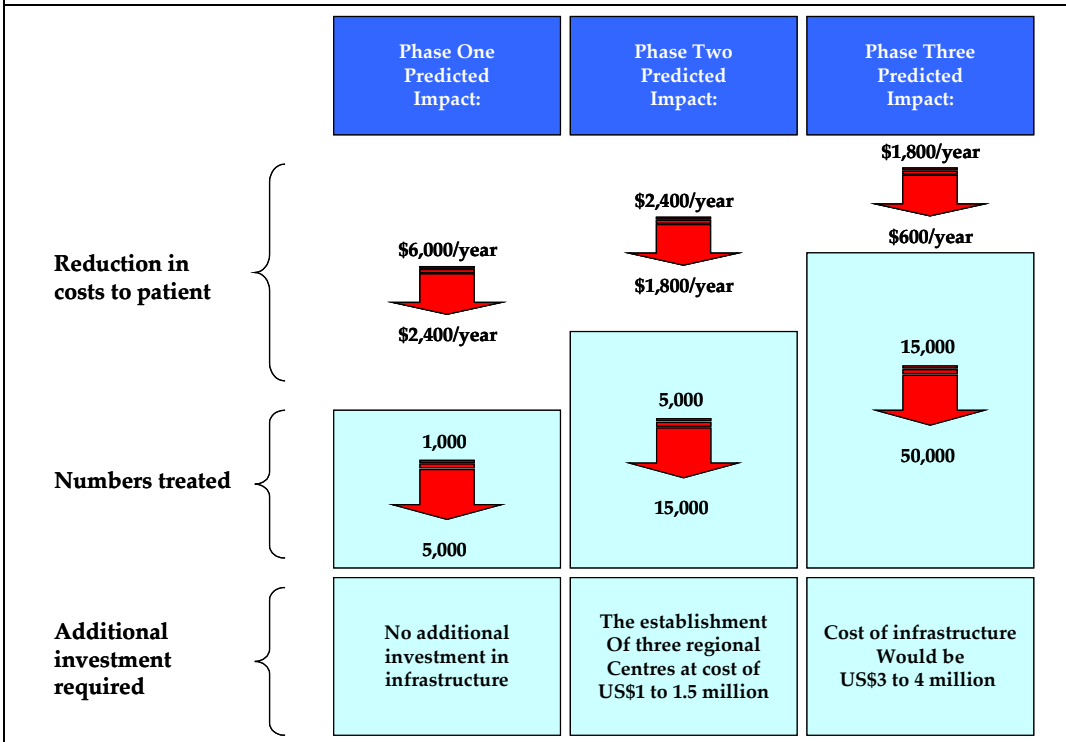 Phase One
Predicted
Impact:
Phase Two
Predicted
Impact:
Phase Three
Predicted
Impact:
Reduction in
costs to patient
$6,000/year
$2,400/year
$2,400/year
$1,800/year
$1,800/year
$600/year
Numbers treated
1,000
5,000
5,000
15,000
15,000
50,000
Additional
investment
required
No additional
investment in
infrastructure
The establishment
Of three regional
Centres at cost of
US$1 to 1.5 million
Cost of infrastructure
Would be
US$3 to 4 million